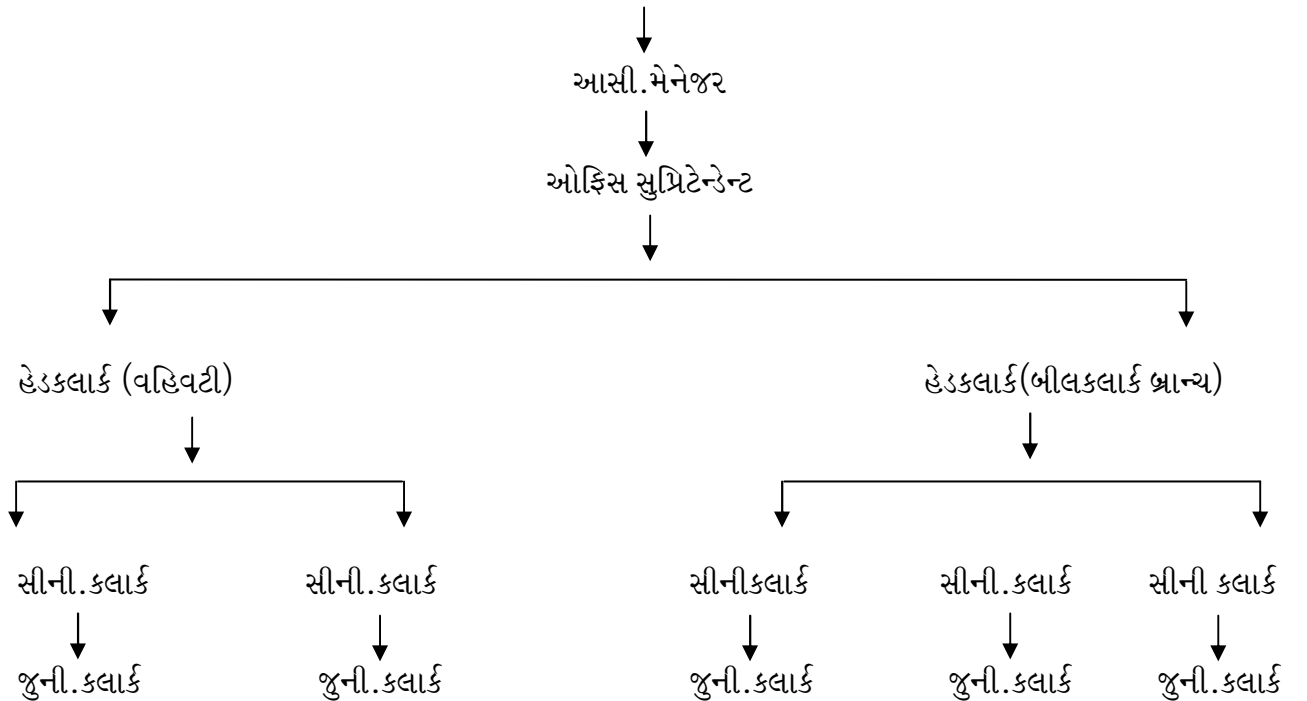 આસી.મેનેજર
ઓફિસ સુપ્રિટેન્ડેન્ટ
હેડકલાર્ક (વહિવટી) હેડકલાર્ક(બીલકલાર્ક બ્રાન્ચ)
સીની.કલાર્ક સીની.કલાર્ક સીનીકલાર્ક સીની.કલાર્ક સીની કલાર્ક
જુની.કલાર્ક જુની.કલાર્ક જુની.કલાર્ક જુની.કલાર્ક જુની.કલાર્ક